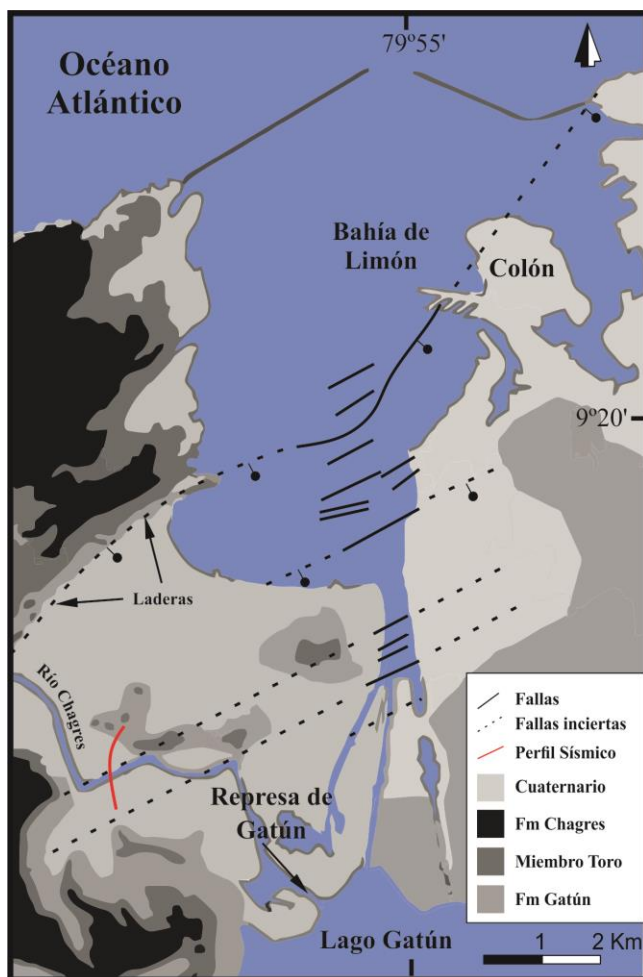 79º55'
Océano
Atlántico
Bahía de
Limón
Colón
9º20'
Laderas
Río Chagres
Represa de
Gatún
Lago Gatún
Fallas
Fallas inciertas
Perfil Sísmico
Cuaternario
Fm Chagres
Miembro Toro
Fm Gatún
1 2 Km